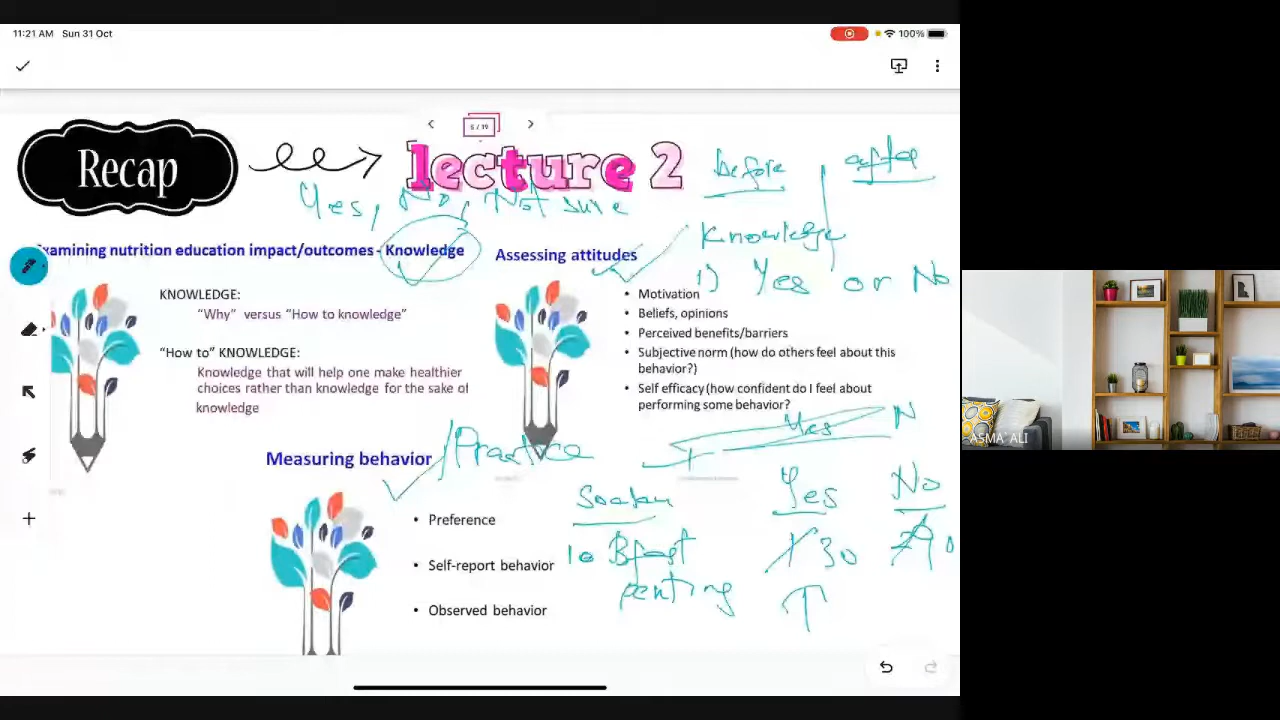 11:21 AM Sun 31 Oct
100%
Recap
lecture 2
6 / 19
before
after
Yes, No, Not sure
Knowledge
1) Yes or No
xamining nutrition education impact/outcomes - Knowledge
KNOWLEDGE:
"Why" versus "How to knowledge"
"How to" KNOWLEDGE:
Knowledge that will help one make healthier
choices rather than knowledge for the sake of
knowledge
Assessing attitudes
• Motivation
• Beliefs, opinions
• Perceived benefits/barriers
• Subjective norm (how do others feel about this
behavior?)
• Self efficacy (how confident do I feel about
performing some behavior?
Yes N
Measuring behavior
/Practice
• Preference
• Self-report behavior
• Observed behavior
Yes No
30
ASMA' ALI